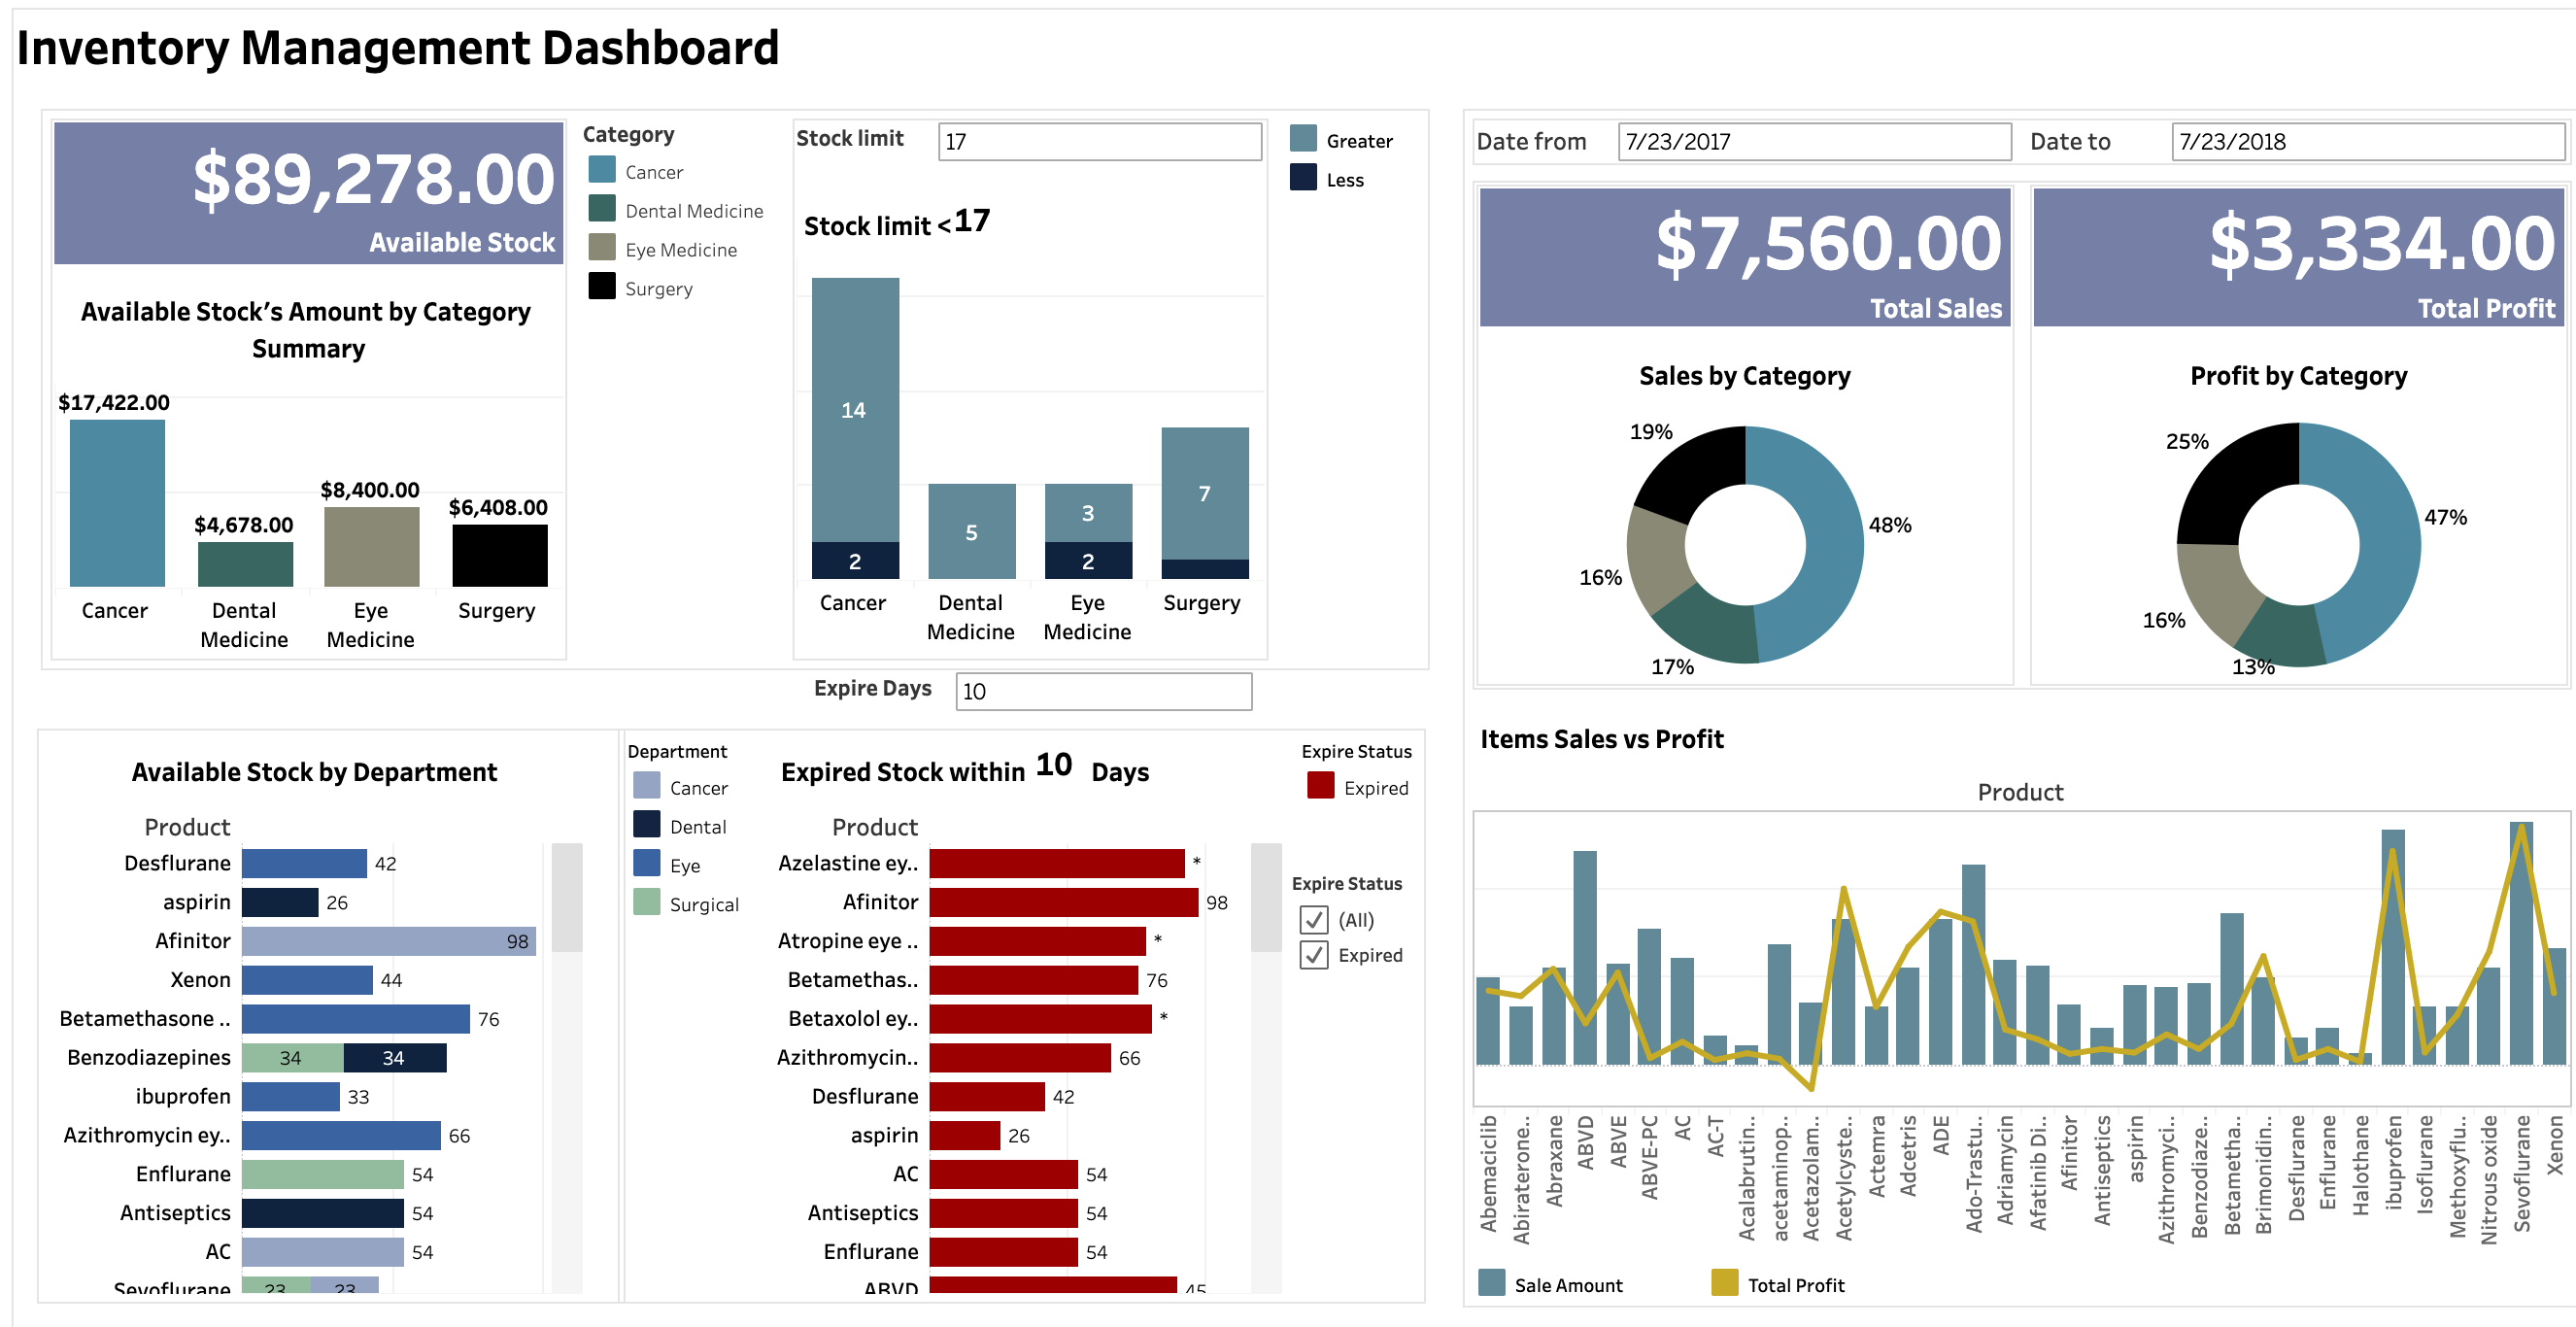 Inventory Management Dashboard
$89,278.00
Available Stock
Available Stock’s Amount by Category
Summary
$17,422.00
$4,678.00
$8,400.00
$6,408.00
Cancer
Dental
Medicine
Eye
Medicine
Surgery
Category
Cancer
Dental Medicine
Eye Medicine
Surgery
Stock limit
17
Stock limit <17
14
2
5
3
2
7
Cancer
Dental
Medicine
Eye
Medicine
Surgery
Greater
Less
Expire Days
10
Available Stock by Department
Product
Desflurane 42
aspirin 26
Afinitor 98
Xenon 44
Betamethasone .. 76
Benzodiazepines 34 34
ibuprofen 33
Azithromycin ey.. 66
Enflurane 54
Antiseptics 54
AC 54
Sevoflurane 23 23
Department
Cancer
Dental
Eye
Surgical
Expired Stock within 10 Days
Product
Azelastine ey.. *
Afinitor 98
Atropine eye .. *
Betamethas.. 76
Betaxolol ey.. *
Azithromycin.. 66
Desflurane 42
aspirin 26
AC 54
Antiseptics 54
Enflurane 54
ABVD 45
Expire Status
Expired
Expire Status
(All)
Expired
Date from
7/23/2017
Date to
7/23/2018
$7,560.00
Total Sales
Sales by Category
19%
48%
16%
17%
$3,334.00
Total Profit
Profit by Category
25%
47%
16%
13%
Items Sales vs Profit
Product
Abemaciclib
Abiraterone..
Abraxane
ABVD
ABVE
ABVE-PC
AC
AC-T
Acalabrutin..
acetaminop..
Acetazolam..
Acetylcyste..
Actemra
Adcetris
ADE
Ado-Trastu..
Adriamycin
Afatinib Di..
Afinitor
Antiseptics
aspirin
Azithromyci..
Benzodiaze..
Betametha..
Brimonidin..
Desflurane
Enflurane
Halothane
ibuprofen
Isoflurane
Methoxyflu..
Nitrous oxide
Sevoflurane
Xenon
Sale Amount
Total Profit